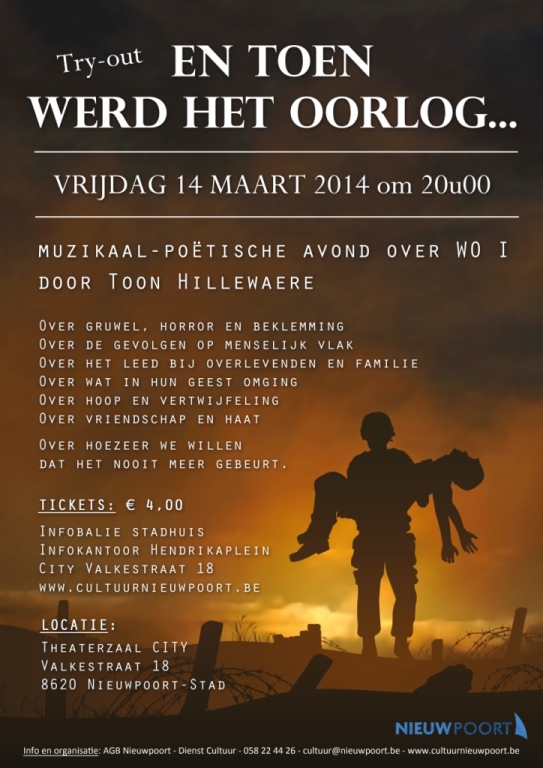 Try-out EN TOEN
WERD HET OORLOG...
VRIJDAG 14 MAART 2014 om 20u00
MUZIKAAL-POËTISCHE AVOND OVER WO I
DOOR TOON HILLEWAERE
OVER GRUWEL, HORROR EN BEKLEMMING
OVER DE GEVOLGEN OP MENSELIJK VLAK
OVER HET LEED BIJ OVERLEVENDEN EN FAMILIE
OVER WAT IN HUN GEEST OMGING
OVER HOOP EN VERTWIJFELING
OVER VRIENDSCHAP EN HAAT
OVER HOEZEER WE WILLEN
DAT HET NOOIT MEER GEBEURT.
TICKETS: € 4,00
INFOBALIE STADHUIS
INFOKANTOOR HENDRIKAPLEIN
CITY VALKESTRAAT 18
WWW.CULTUURNIEUWPOORT.BE
LOCATIE:
THEATERZAAL CITY
VALKESTRAAT 18
8620 NIEUWPOORT-STAD
NIEUWPOORT
Info en organisatie: AGB Nieuwpoort - Dienst Cultuur - 058 22 44 26 - cultuur@nieuwpoort.be - www.cultuurnieuwpoort.be